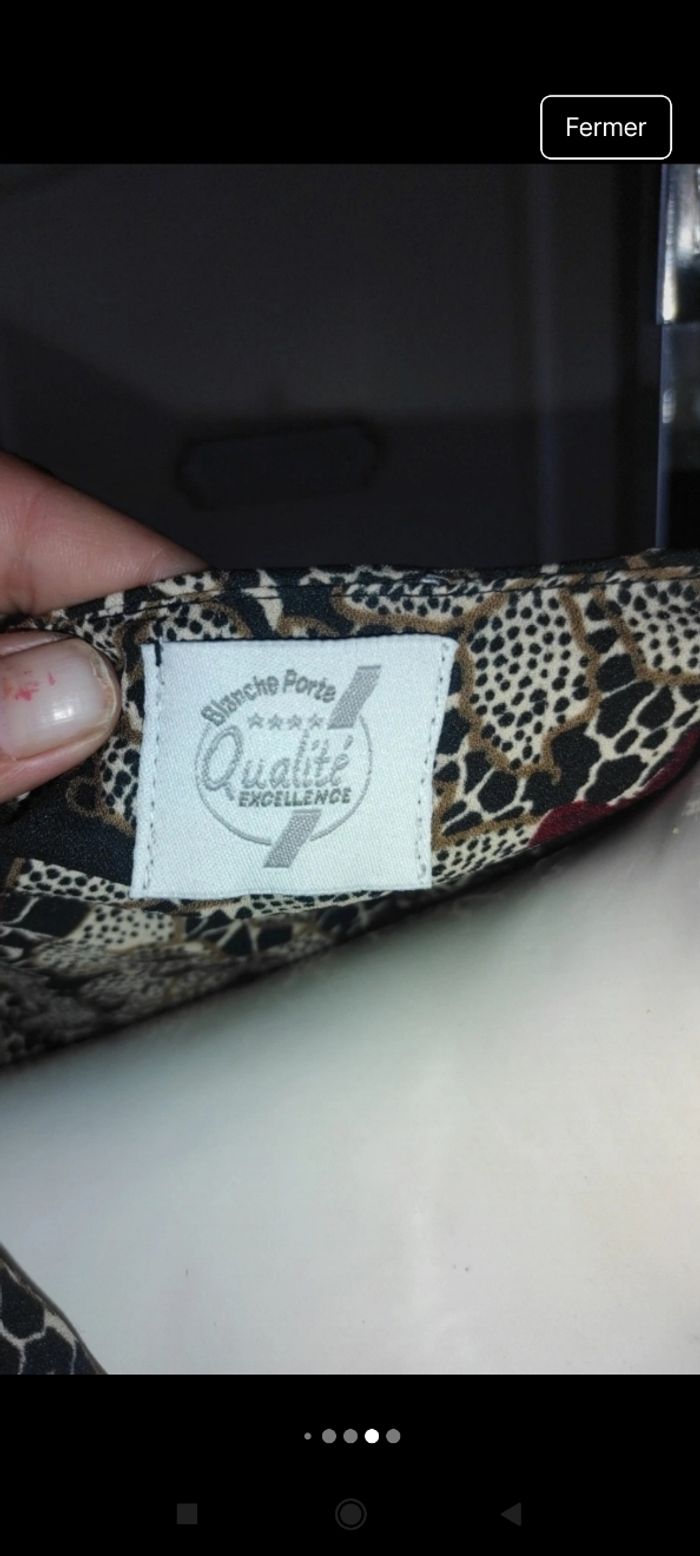 Fermer
Blanche Porte
Qualité
EXCELLENCE